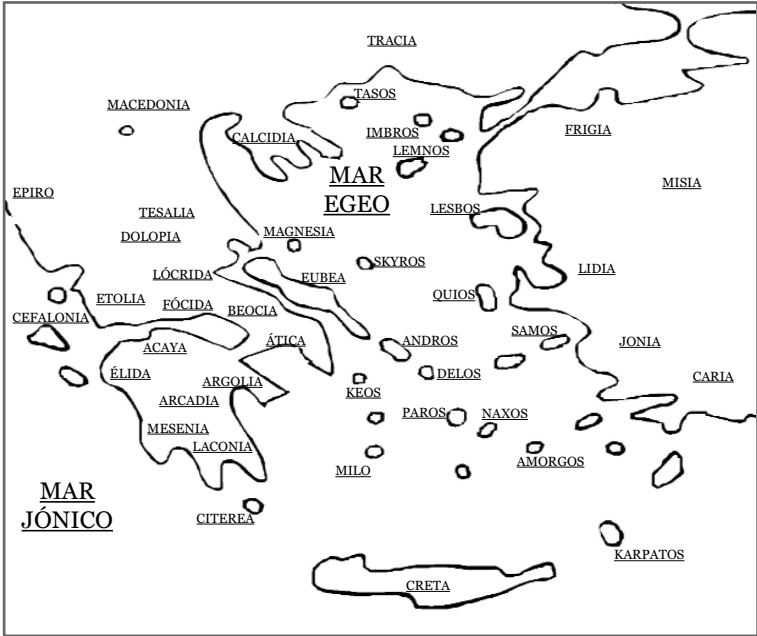 TRACIA
TASOS
MACEDONIA
IMBROS
FRIGIA
CALCIDIA
LEMNOS
MAR
EGEO
MISIA
EPIRO
TESALIA
LESBOS
DOLOPIA
MAGNESIA
SKYROS
LÓCRIDA
EUBEA
LIDIA
QUIOS
ETOLIA
FÓCIDA
BEOCIA
CEFALONIA
SAMOS
ACAYA
ÁTICA
ANDROS
JONIA
ÉLIDA
ARGOLIA
DELOS
CARIA
KEOS
ARCADIA
PAROS
NAXOS
MESENIA
LACONIA
MILO
AMORGOS
MAR
JÓNICO
CITEREA
KARPATOS
CRETA